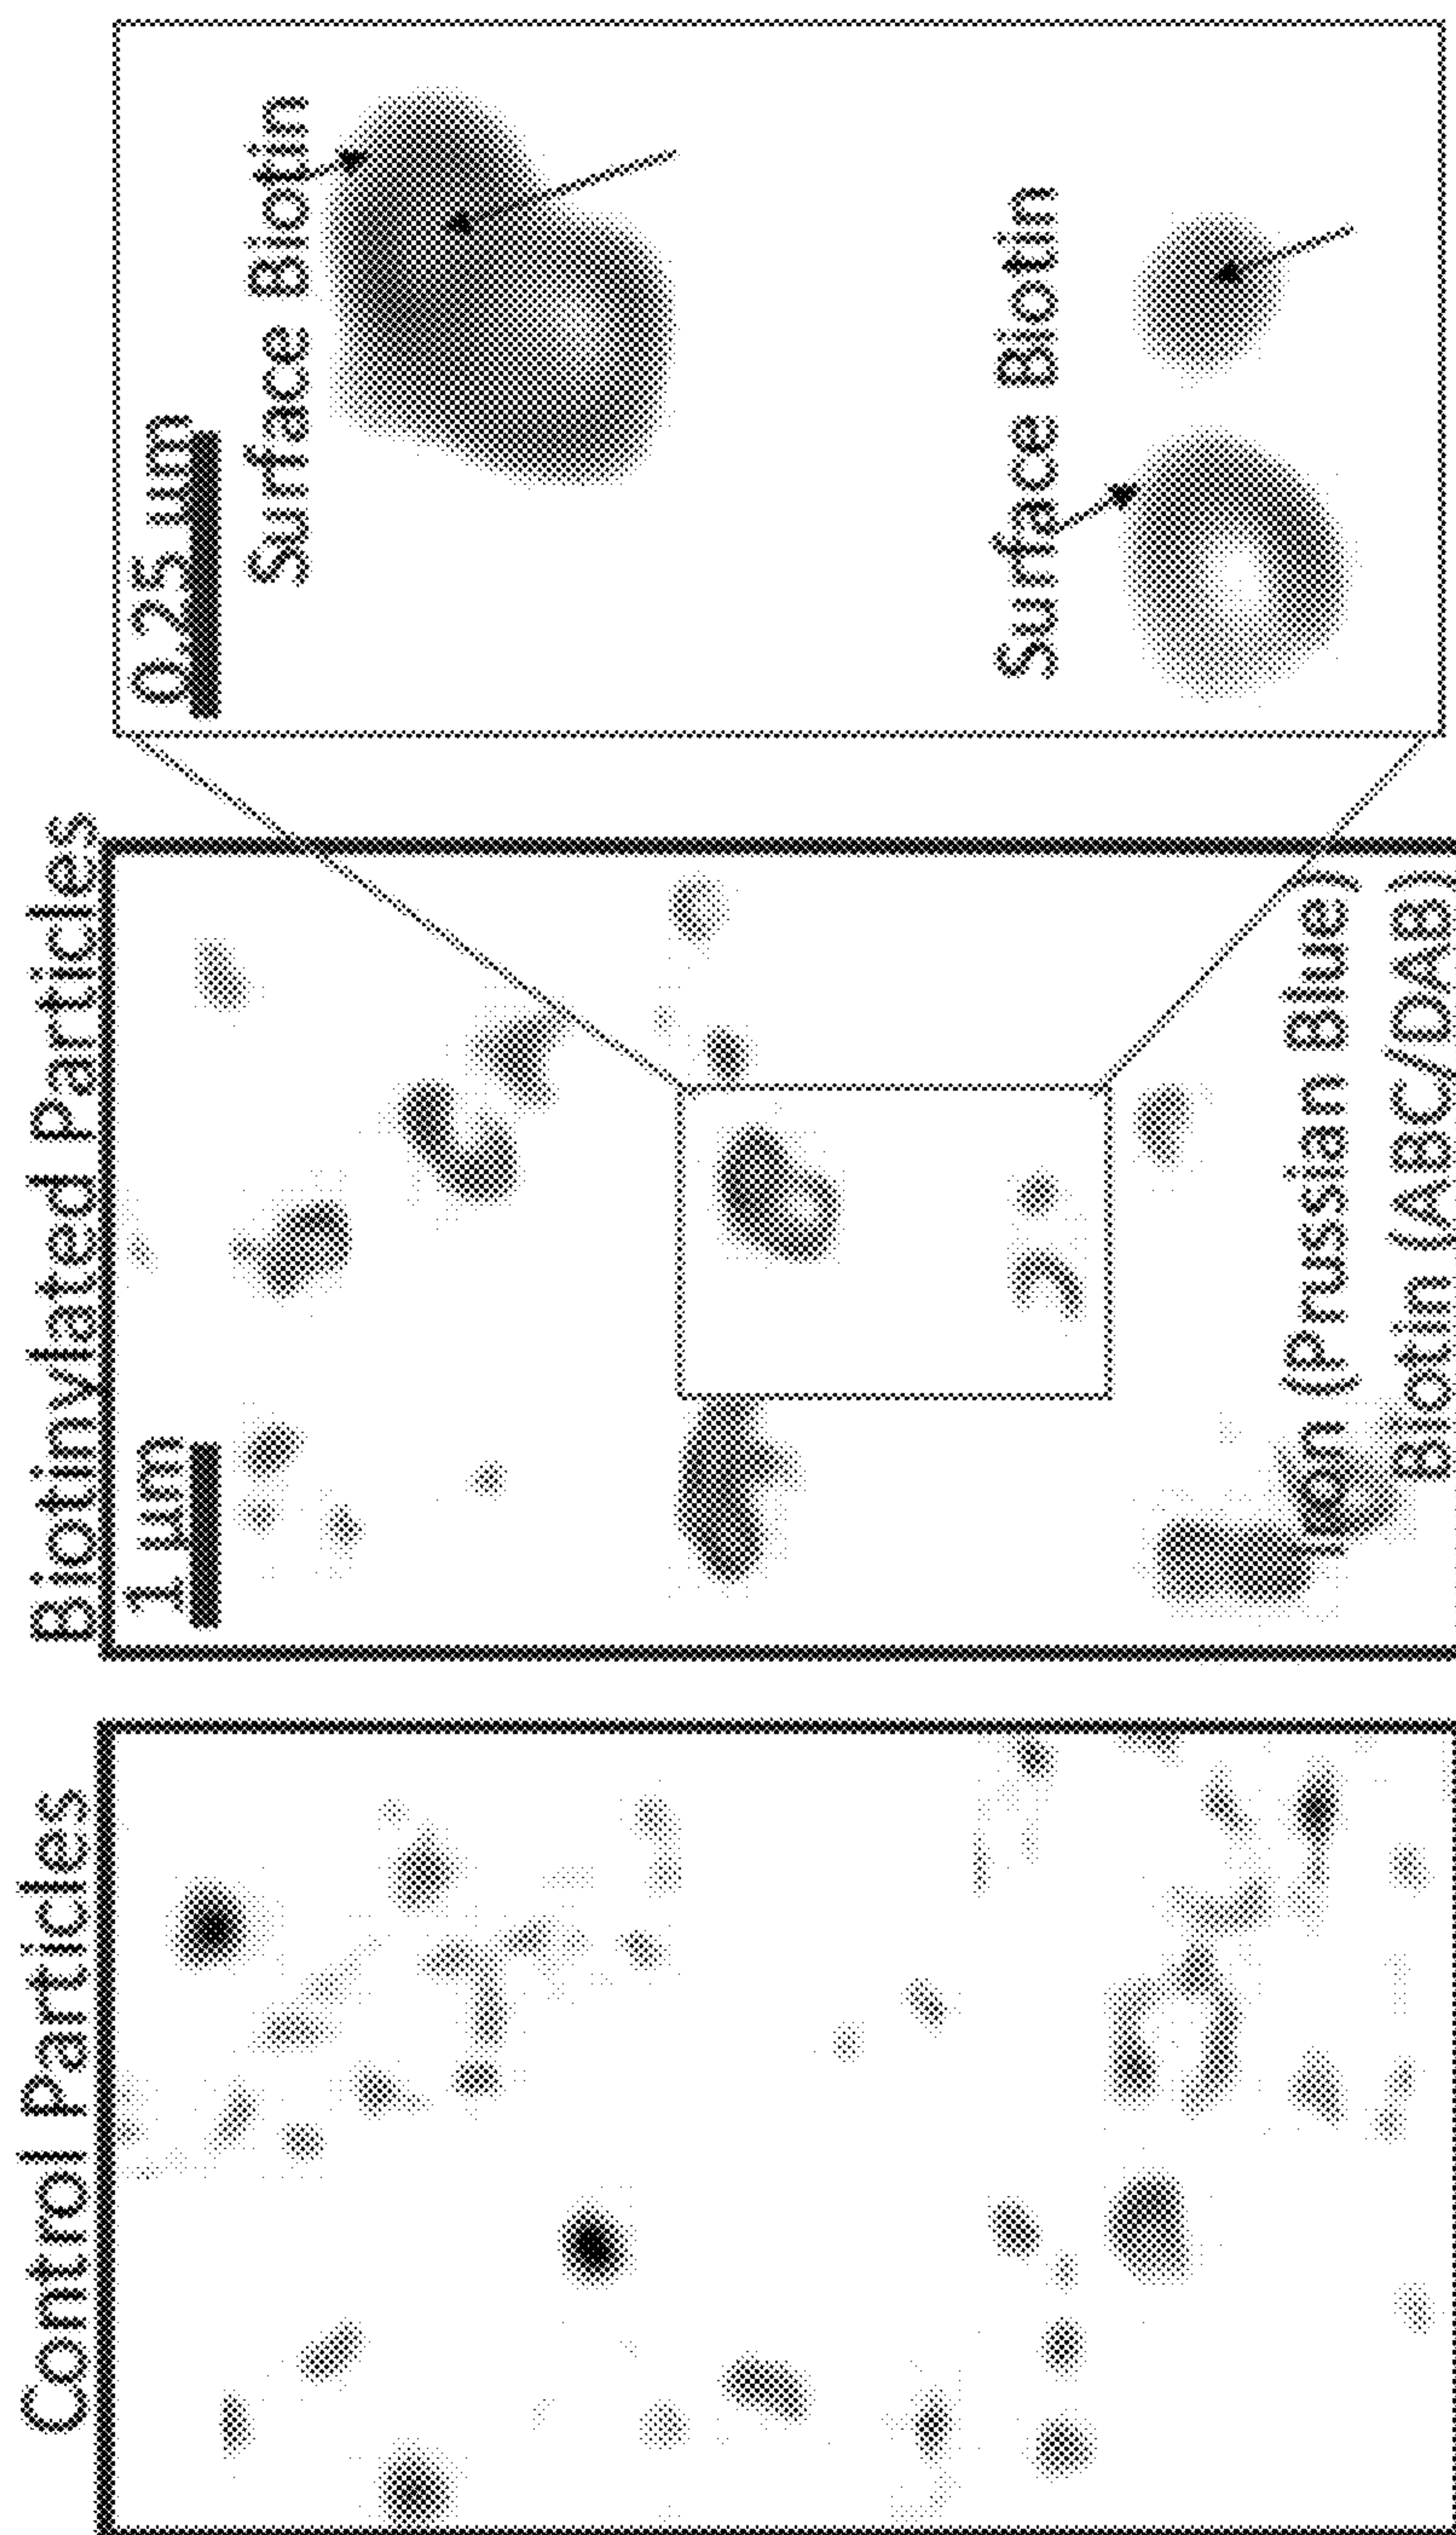 Control Particles
Biotinylated Particles
1 µm
Iron (Prussian Blue)
Biotin (ABC/DAB)
0.25 µm
Surface Biotin
Surface Biotin